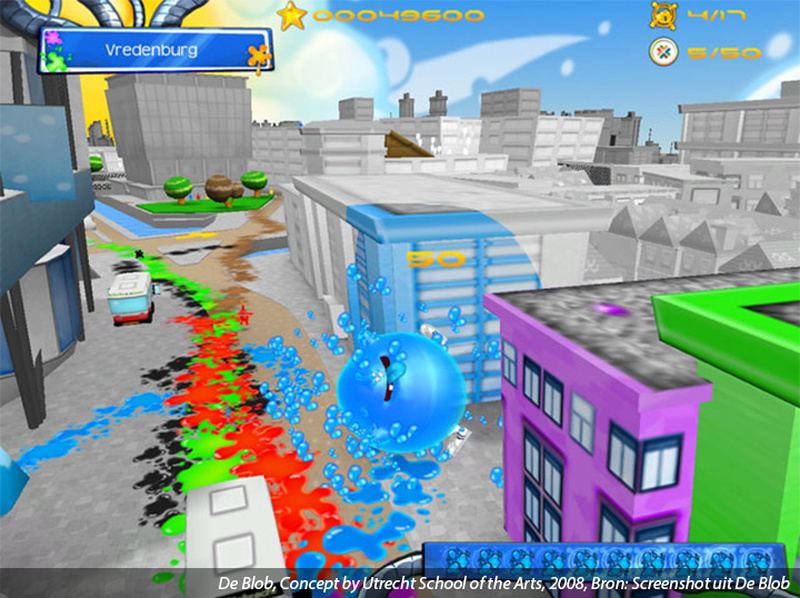 Vredenburg
00049600
4/17
5/50
50
De Blob, Concept by Utrecht School of the Arts, 2008, Bron: Screenshot uit De Blob